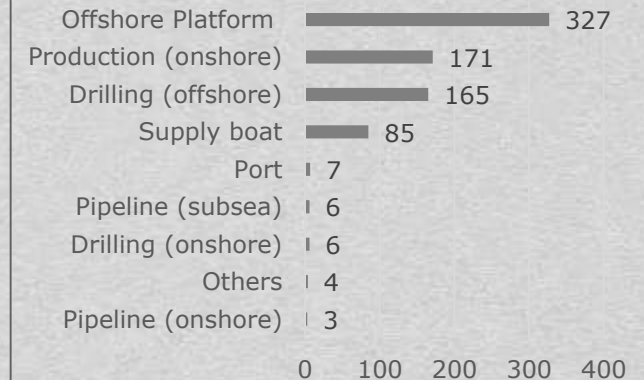 Offshore Platform 327
Production (onshore) 171
Drilling (offshore) 165
Supply boat 85
Port 7
Pipeline (subsea) 6
Drilling (onshore) 6
Others 4
Pipeline (onshore) 3
0 100 200 300 400